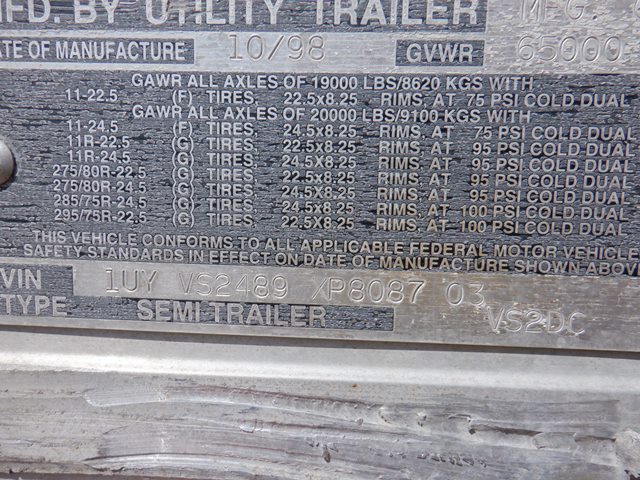 MFD. BY UTILITY TRAILER MFG.
DATE OF MANUFACTURE 10/98 GVWR 65000
GAWR ALL AXLES OF 19000 LBS/8620 KGS WITH
11-22.5 (F) TIRES, 22.5x8.25 RIMS, AT 75 PSI COLD DUAL
GAWR ALL AXLES OF 20000 LBS/9100 KGS WITH
11-24.5 (F) TIRES, 24.5x8.25 RIMS, AT 75 PSI COLD DUAL
11R-22.5 (G) TIRES, 22.5x8.25 RIMS, AT 95 PSI COLD DUAL
11R-24.5 (G) TIRES, 24.5x8.25 RIMS, AT 95 PSI COLD DUAL
275/80R-22.5 (G) TIRES, 22.5x8.25 RIMS, AT 95 PSI COLD DUAL
275/80R-24.5 (G) TIRES, 24.5x8.25 RIMS, AT 95 PSI COLD DUAL
285/75R-24.5 (G) TIRES, 24.5x8.25 RIMS, AT 100 PSI COLD DUAL
295/75R-22.5 (G) TIRES, 22.5x8.25 RIMS, AT 100 PSI COLD DUAL
THIS VEHICLE CONFORMS TO ALL APPLICABLE FEDERAL MOTOR VEHICLE
SAFETY STANDARDS IN EFFECT ON DATE OF MANUFACTURE SHOWN ABOVE
VIN 1UY VS2489 P8087 03
TYPE SEMI TRAILER VS2DC